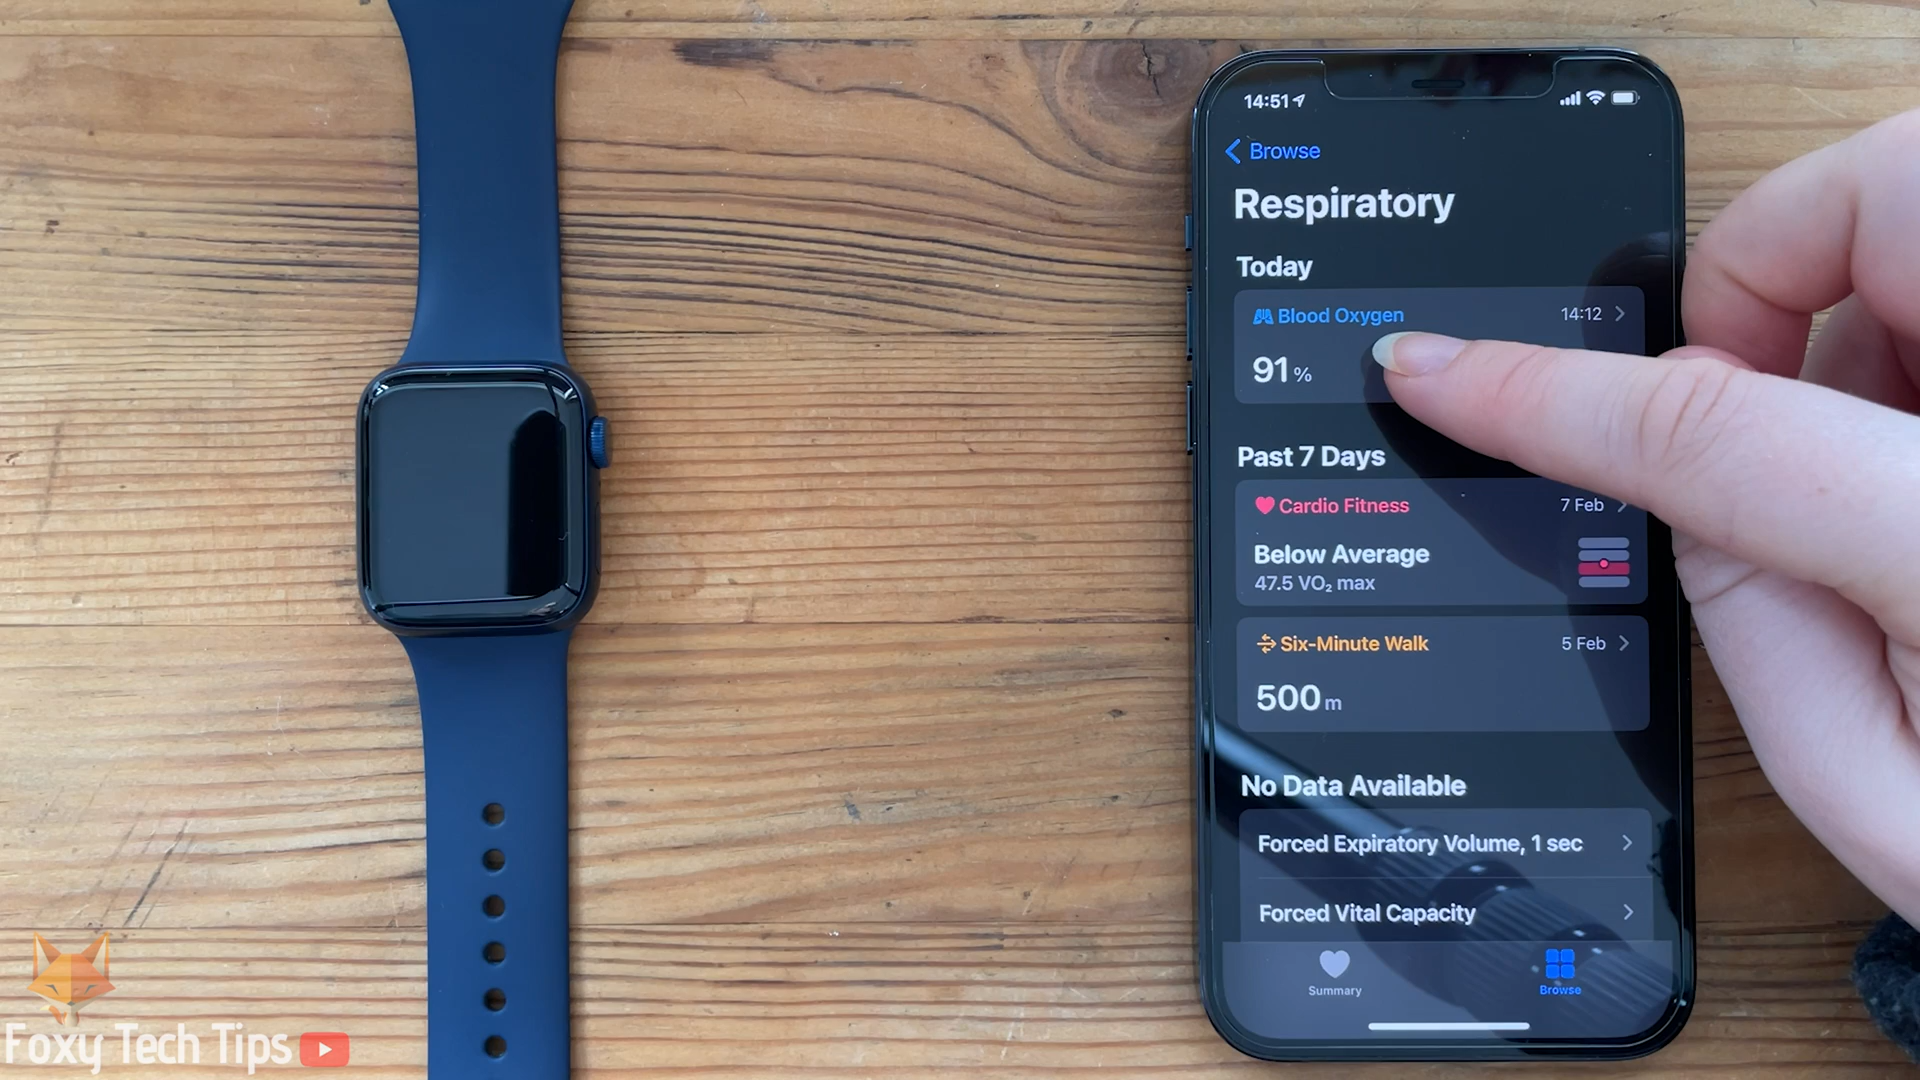 14:51
Browse
Respiratory
Today
Blood Oxygen 14:12
91 %
Past 7 Days
Cardio Fitness 7 Feb
Below Average
47.5 VO₂ max
Six-Minute Walk 5 Feb
500 m
No Data Available
Forced Expiratory Volume, 1 sec
Forced Vital Capacity
Summary Browse
Foxy Tech Tips